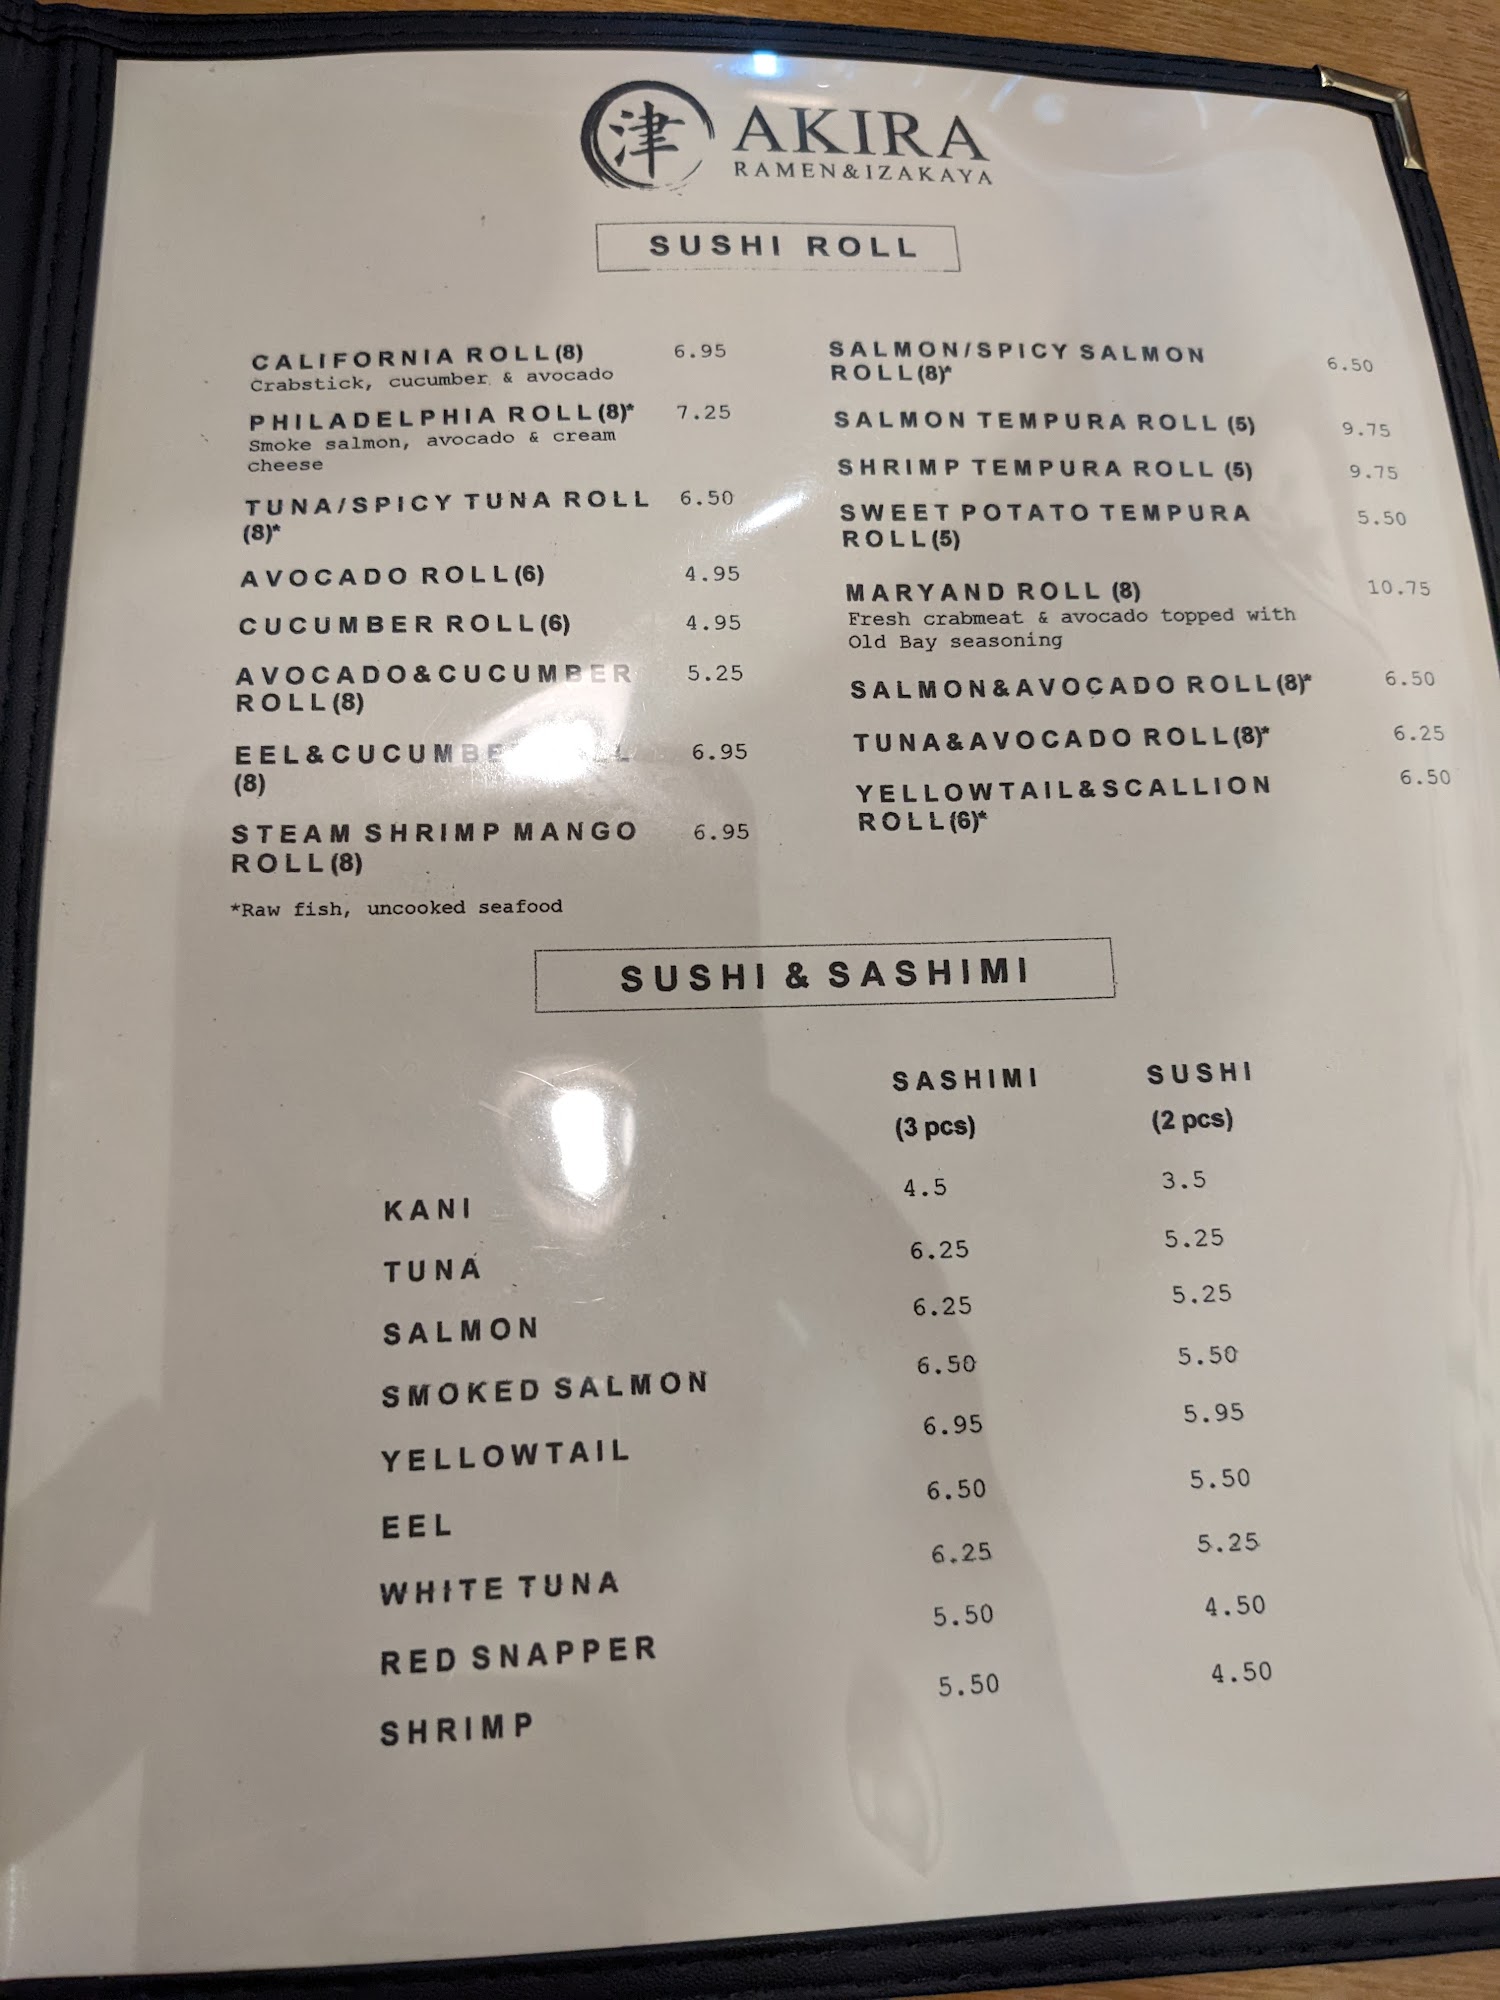 津
AKIRA
RAMEN&IZAKAYA
SUSHI ROLL
CALIFORNIA ROLL(8) 6.95
Crabstick, cucumber & avocado
PHILADELPHIA ROLL(8)* 7.25
Smoke salmon, avocado & cream
cheese
TUNA/SPICY TUNA ROLL 6.50
(8)*
AVOCADO ROLL(6) 4.95
CUCUMBER ROLL(6) 4.95
AVOCADO&CUCUMBER 5.25
ROLL(8)
EEL&CUCUMBER ROLL 6.95
(8)
STEAM SHRIMP MANGO 6.95
ROLL(8)
*Raw fish, uncooked seafood
SALMON/SPICY SALMON 6.50
ROLL(8)*
SALMON TEMPURA ROLL (5) 9.75
SHRIMP TEMPURA ROLL (5) 9.75
SWEET POTATO TEMPURA 5.50
ROLL(5)
MARYAND ROLL (8) 10.75
Fresh crabmeat & avocado topped with
Old Bay seasoning
SALMON&AVOCADO ROLL(8)* 6.50
TUNA&AVOCADO ROLL(8)* 6.25
YELLOWTAIL&SCALLION 6.50
ROLL(6)*
SUSHI & SASHIMI
SASHIMI SUSHI
(3 pcs) (2 pcs)
KANI 4.5 3.5
TUNA 6.25 5.25
SALMON 6.25 5.25
SMOKED SALMON 6.50 5.50
YELLOWTAIL 6.95 5.95
EEL 6.50 5.50
WHITE TUNA 6.25 5.25
RED SNAPPER 5.50 4.50
SHRIMP 5.50 4.50